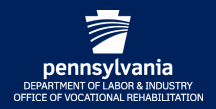 pennsylvania
DEPARTMENT OF LABOR & INDUSTRY
OFFICE OF VOCATIONAL REHABILITATION